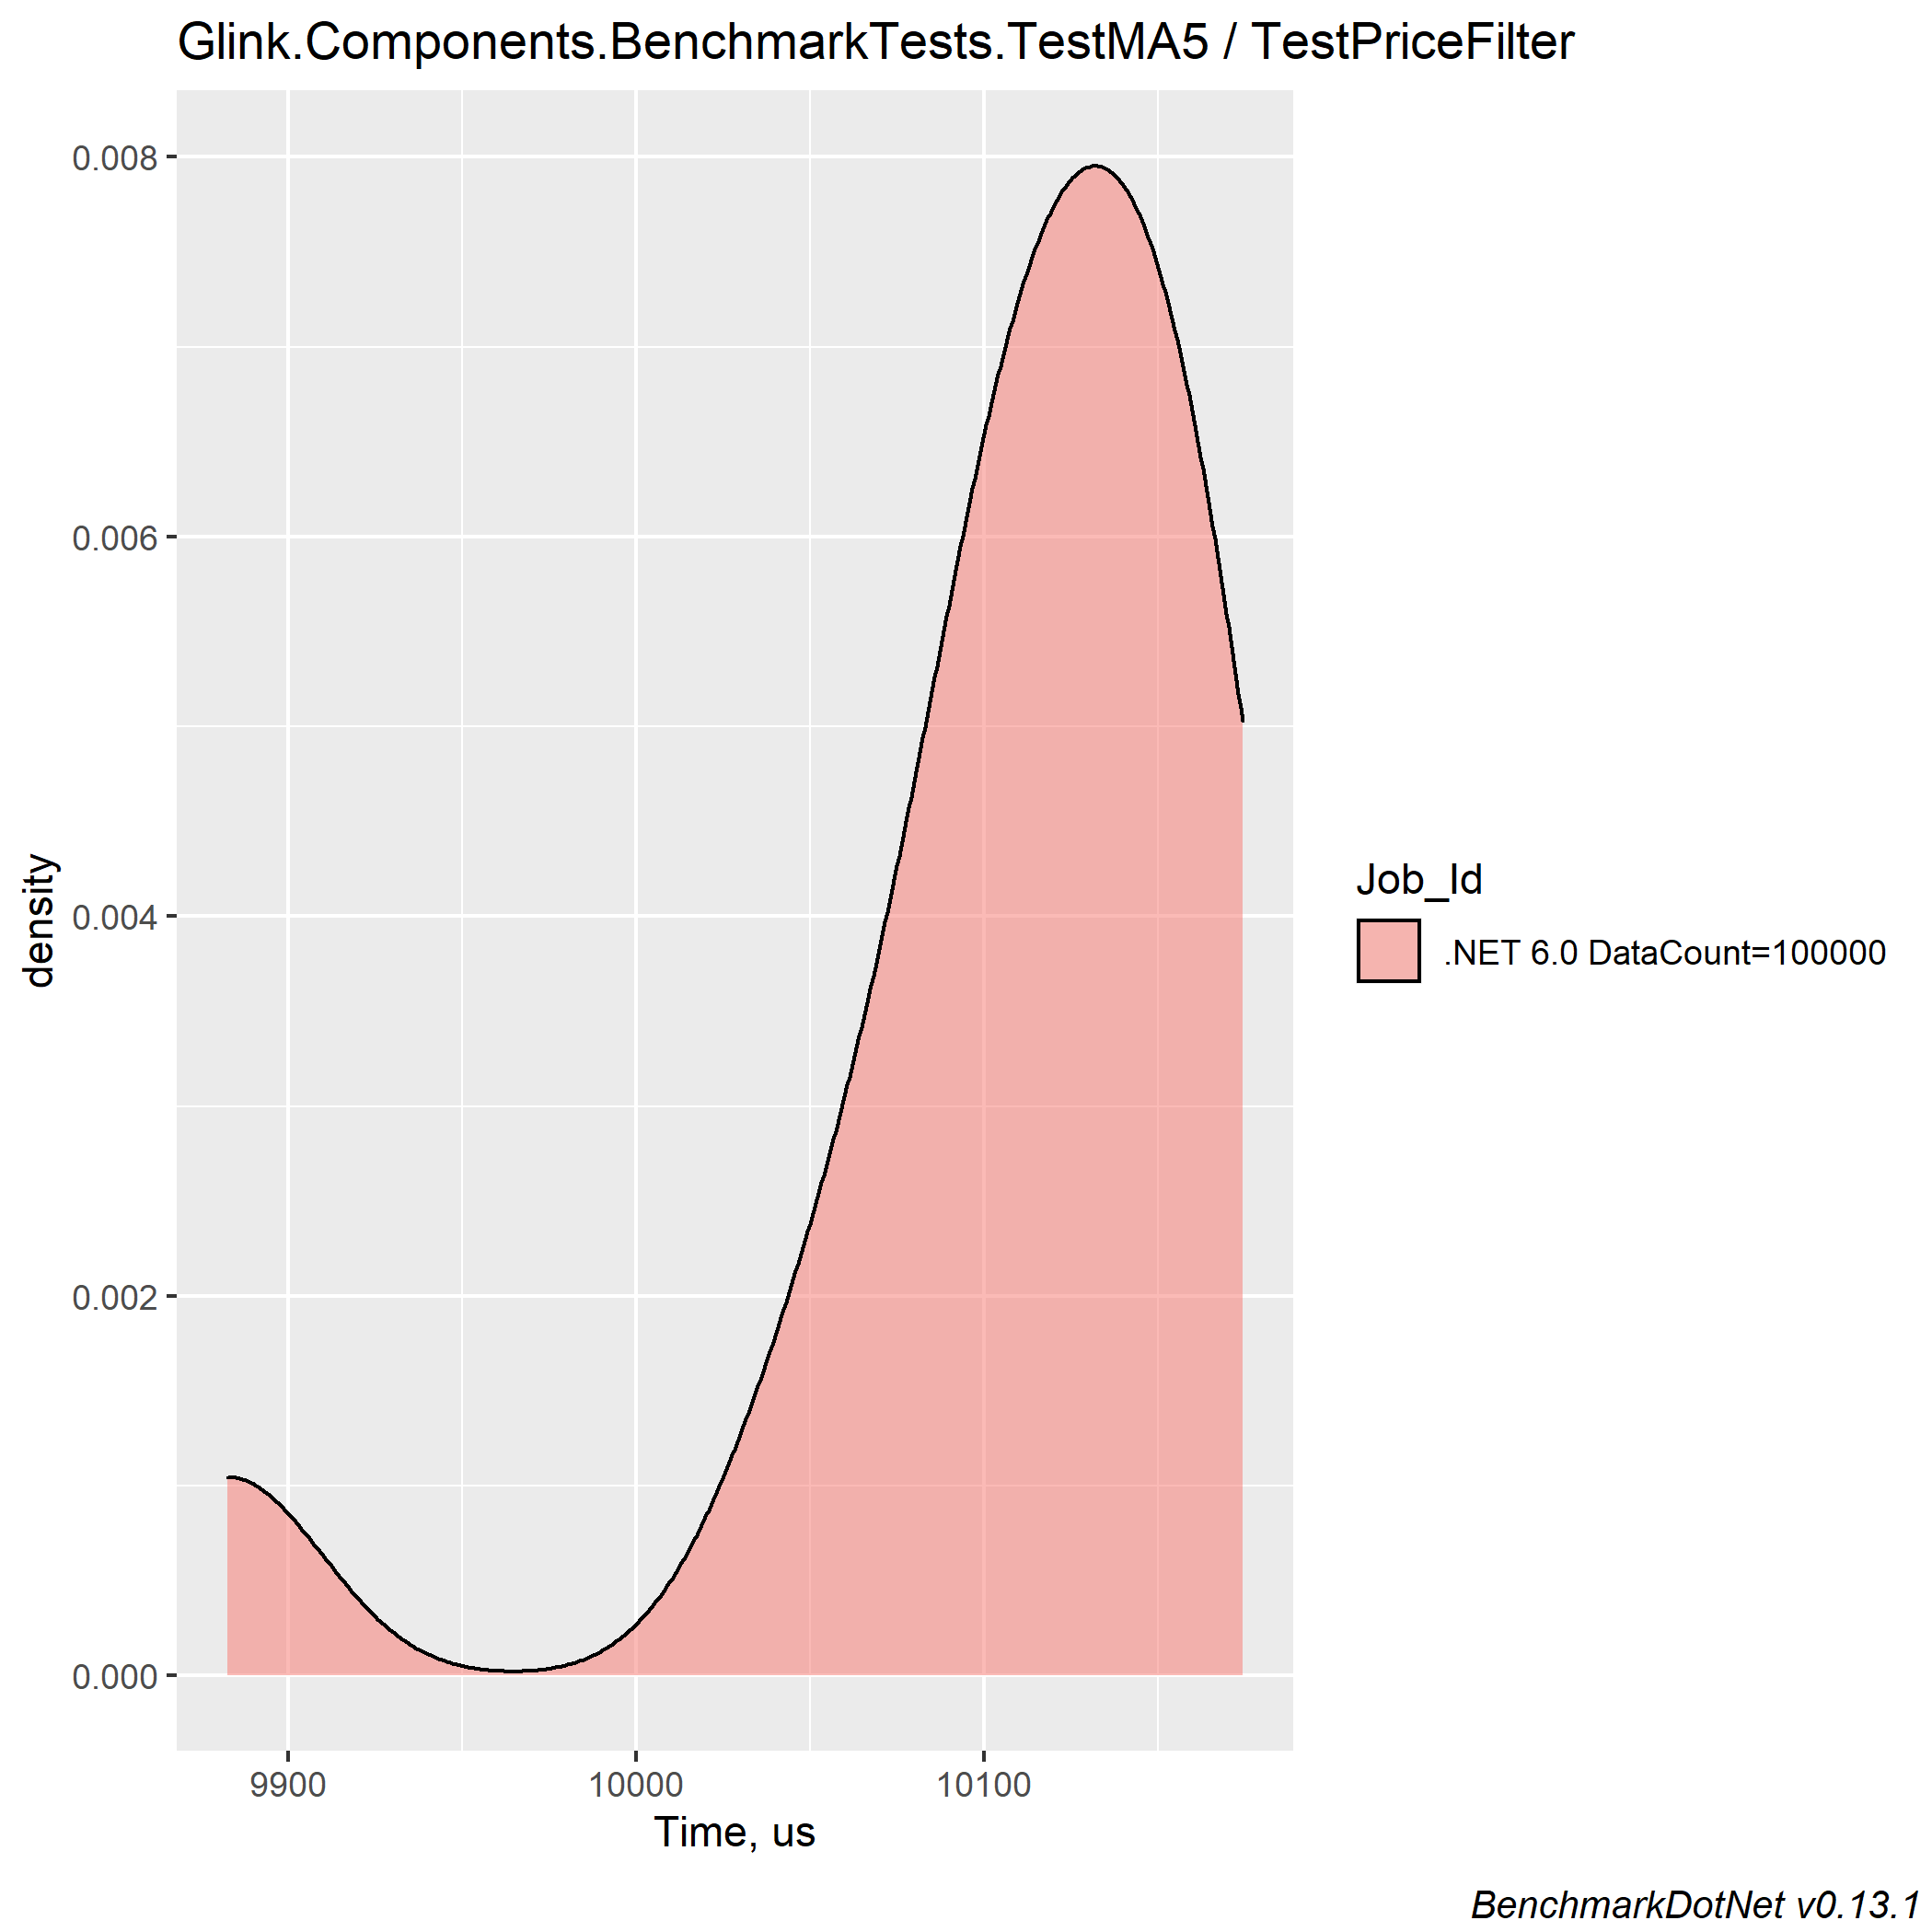 Glink.Components.BenchmarkTests.TestMA5 / TestPriceFilter
0.008
0.006
0.004
0.002
0.000
density
9900 10000 10100
Time, us
Job_Id
.NET 6.0 DataCount=100000
BenchmarkDotNet v0.13.1